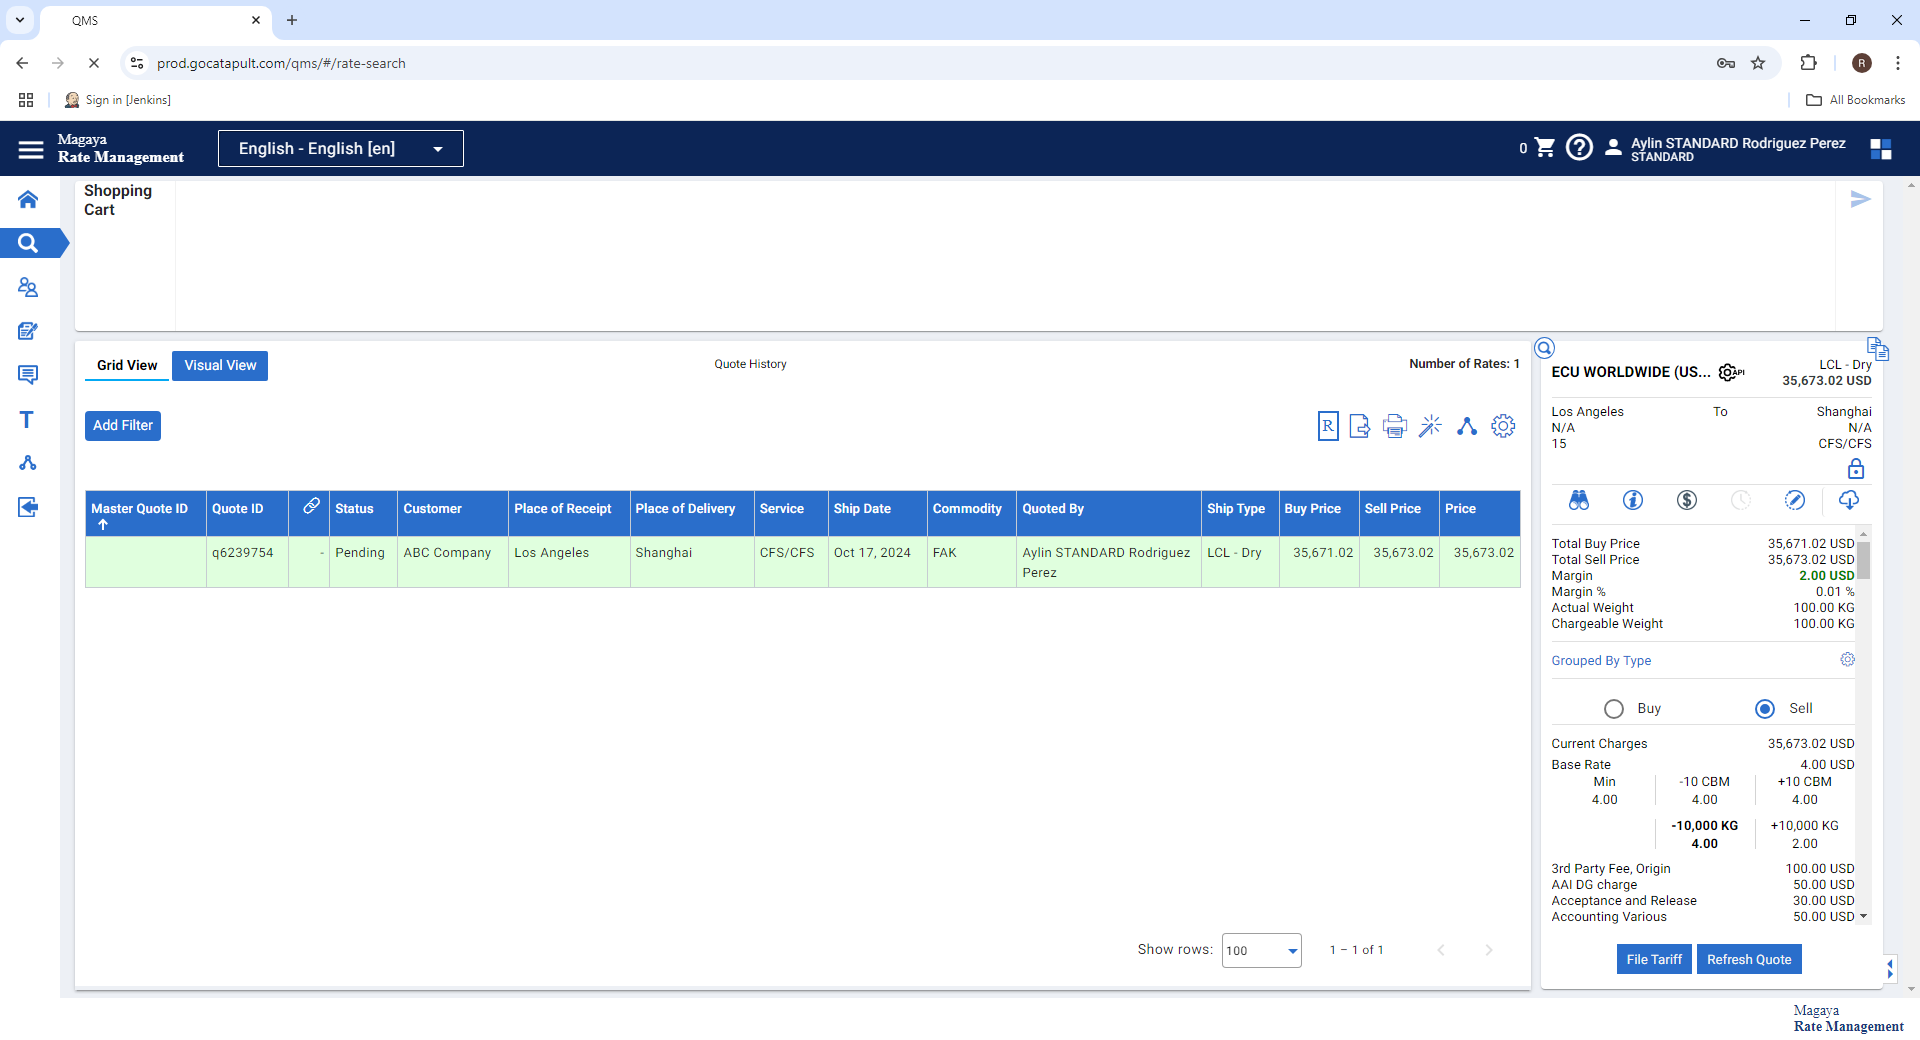 QMS
prod.gocatapult.com/qms/#/rate-search
R
Sign in [Jenkins]
All Bookmarks
Magaya
Rate Management
English - English [en]
0
Aylin STANDARD Rodriguez Perez
STANDARD
Shopping
Cart
Grid View
Visual View
Quote History
Number of Rates: 1
Add Filter
R
Master Quote ID
Quote ID
Status
Customer
Place of Receipt
Place of Delivery
Service
Ship Date
Commodity
Quoted By
Ship Type
Buy Price
Sell Price
Price
q6239754
-
Pending
ABC Company
Los Angeles
Shanghai
CFS/CFS
Oct 17, 2024
FAK
Aylin STANDARD Rodriguez
Perez
LCL - Dry
35,671.02
35,673.02
35,673.02
Show rows:
100
1 – 1 of 1
ECU WORLDWIDE (US...
API
LCL - Dry
35,673.02 USD
Los Angeles To Shanghai
N/A N/A
15 CFS/CFS
Total Buy Price 35,671.02 USD
Total Sell Price 35,673.02 USD
Margin 2.00 USD
Margin % 0.01 %
Actual Weight 100.00 KG
Chargeable Weight 100.00 KG
Grouped By Type
Buy
Sell
Current Charges 35,673.02 USD
Base Rate 4.00 USD
Min -10 CBM +10 CBM
4.00 4.00 4.00
-10,000 KG +10,000 KG
4.00 2.00
3rd Party Fee, Origin 100.00 USD
AAI DG charge 50.00 USD
Acceptance and Release 30.00 USD
Accounting Various 50.00 USD
File Tariff
Refresh Quote
Magaya
Rate Management